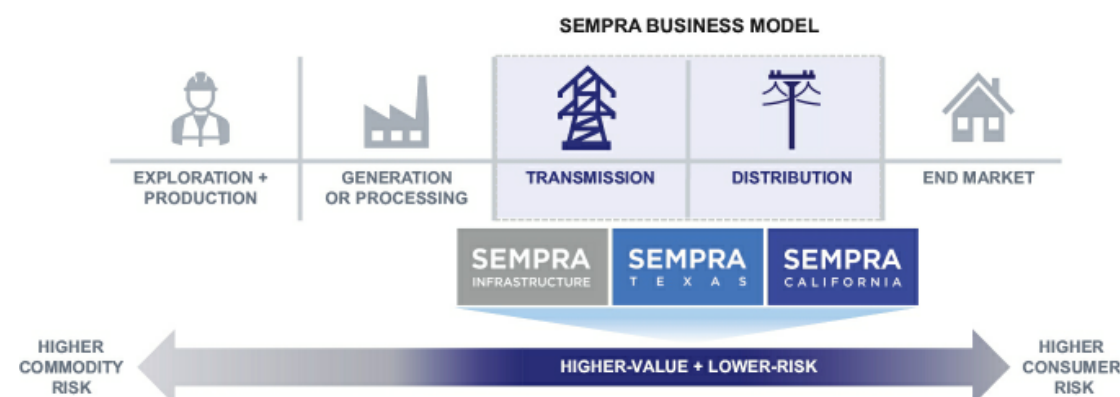 SEMPRA BUSINESS MODEL
EXPLORATION +
PRODUCTION
GENERATION
OR PROCESSING
TRANSMISSION
DISTRIBUTION
END MARKET
SEMPRA
INFRASTRUCTURE
SEMPRA
TEXAS
SEMPRA
CALIFORNIA
HIGHER
COMMODITY
RISK
HIGHER-VALUE + LOWER-RISK
HIGHER
CONSUMER
RISK